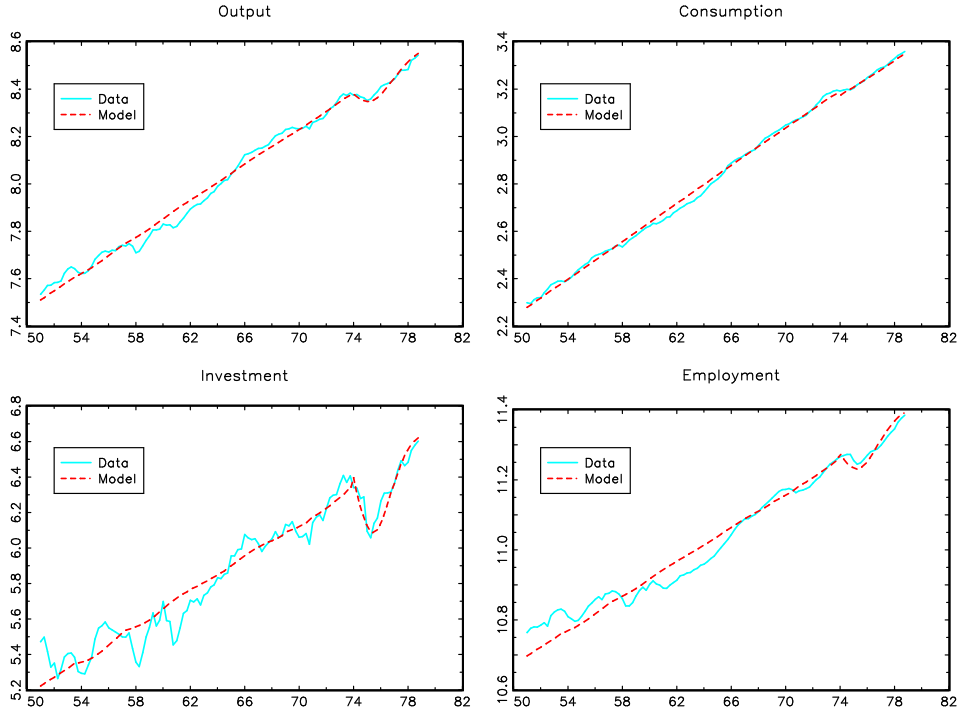 Output
8.6
8.4
8.2
8.0
7.8
7.6
7.4
Data
Model
50 54 58 62 66 70 74 78 82
Consumption
3.4
3.2
3.0
2.8
2.6
2.4
2.2
Data
Model
50 54 58 62 66 70 74 78 82
Investment
6.8
6.6
6.4
6.2
6.0
5.8
5.6
5.4
5.2
Data
Model
50 54 58 62 66 70 74 78 82
Employment
11.4
11.2
11.0
10.8
10.6
Data
Model
50 54 58 62 66 70 74 78 82